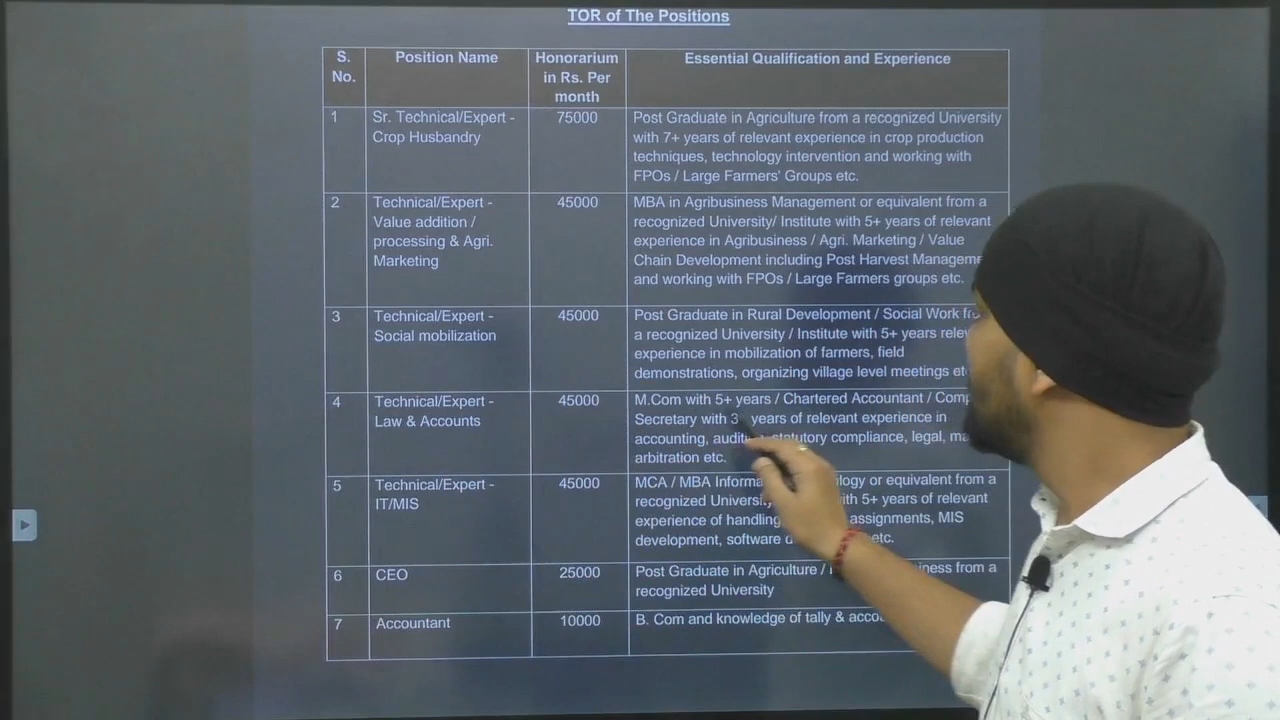 TOR of The Positions
S. No.
Position Name
Honorarium in Rs. Per month
Essential Qualification and Experience
1
Sr. Technical/Expert -
Crop Husbandry
75000
Post Graduate in Agriculture from a recognized University
with 7+ years of relevant experience in crop production
techniques, technology intervention and working with
FPOs / Large Farmers' Groups etc.
2
Technical/Expert -
Value addition /
processing & Agri.
Marketing
45000
MBA in Agribusiness Management or equivalent from a
recognized University/ Institute with 5+ years of relevant
experience in Agribusiness / Agri. Marketing / Value
Chain Development including Post Harvest
and working with FPOs / Large Farmers groups etc.
3
Technical/Expert -
Social mobilization
45000
Post Graduate in Rural Development / Social Work
a recognized University / Institute with 5+ years
experience in mobilization of farmers, field
demonstrations, organizing village level meetings
4
Technical/Expert -
Law & Accounts
45000
M.Com with 5+ years / Chartered Accountant /
Secretary with 3 years of relevant experience in
accounting, statutory compliance, legal,
arbitration etc.
5
Technical/Expert -
IT/MIS
45000
MCA / MBA or equivalent from a
recognized with 5+ years of relevant
experience of handling assignments, MIS
development, software etc.
6
CEO
25000
Post Graduate in Agriculture / from a
recognized University
7
Accountant
10000
B. Com and knowledge of tally &